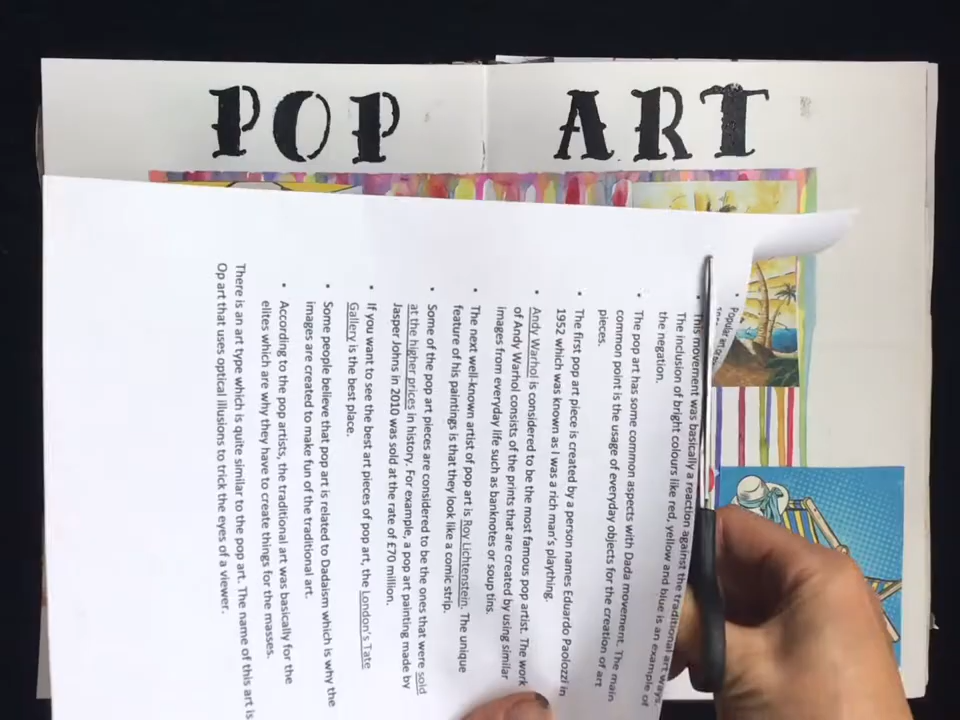 POP ART
Popular art
This movement was basically a reaction against the traditional art ways.
The inclusion of bright colours like red, yellow and blue is an example of
the negation.
The pop art has some common aspects with Dada movement. The main
common point is the usage of everyday objects for the creation of art
pieces.
The first pop art piece is created by a person names Eduardo Paolozzi in
1952 which was known as I was a rich man's plaything.
Andy Warhol is considered to be the most famous pop artist. The work
of Andy Warhol consists of the prints that are created by using similar
images from everyday life such as banknotes or soup tins.
The next well-known artist of pop art is Roy Lichtenstein. The unique
feature of his paintings is that they look like a comic strip.
Some of the pop art pieces are considered to be the ones that were sold
at the higher prices in history. For example, a pop art painting made by
Jasper Johns in 2010 was sold at the rate of £70 million.
If you want to see the best art pieces of pop art, the London's Tate
Gallery is the best place.
Some people believe that pop art is related to Dadaism which is why the
images are created to make fun of the traditional art.
According to the pop artists, the traditional art was basically for the
elites which are why they have to create things for the masses.
There is an art type which is quite similar to the pop art. The name of this art is
Op art that uses optical illusions to trick the eyes of a viewer.